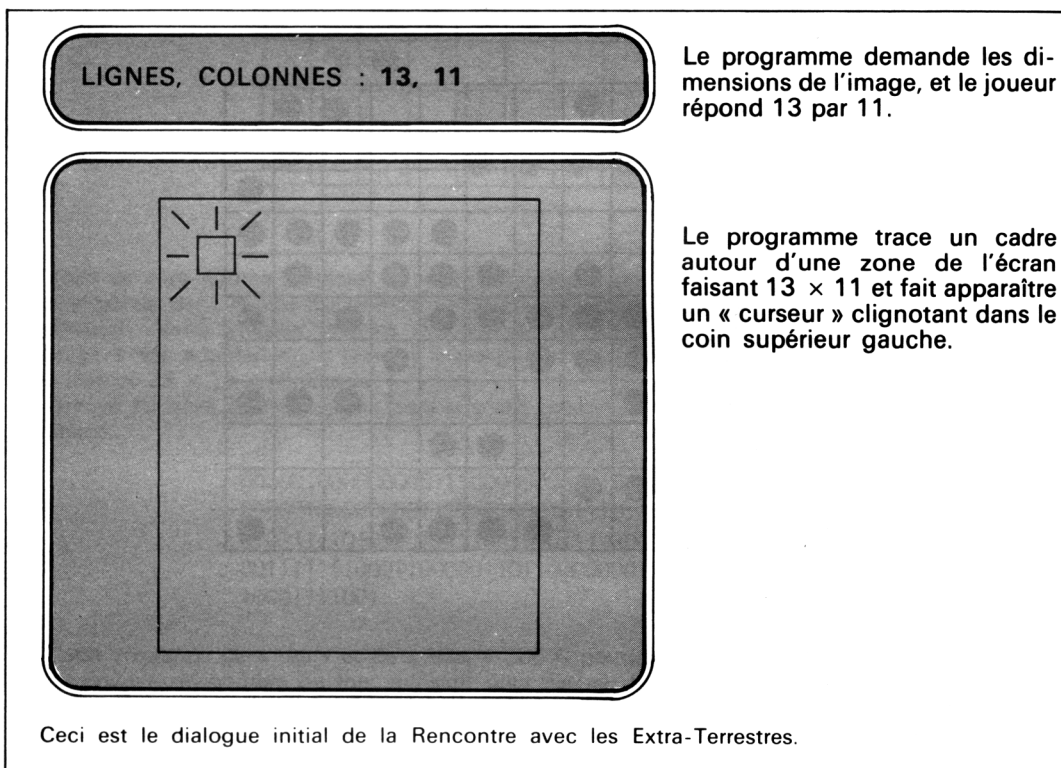 LIGNES, COLONNES : 13, 11
Le programme demande les di-
mensions de l'image, et le joueur
répond 13 par 11.
Le programme trace un cadre
autour d'une zone de l'écran
faisant 13 × 11 et fait apparaître
un « curseur » clignotant dans le
coin supérieur gauche.
Ceci est le dialogue initial de la Rencontre avec les Extra-Terrestres.